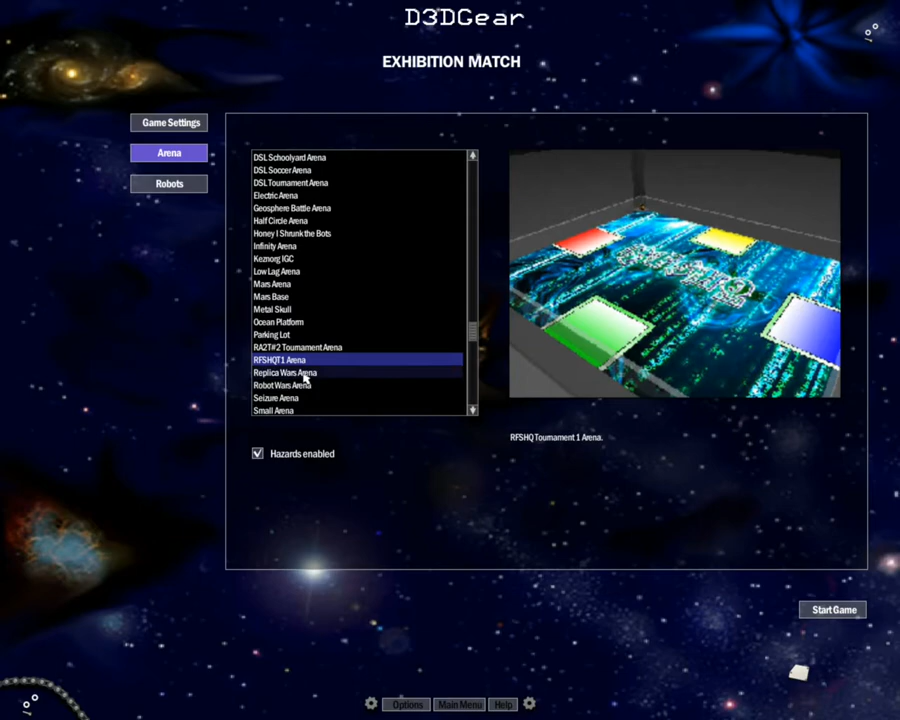 D3DGear
EXHIBITION MATCH
Game Settings
Arena
Robots
DSL Schoolyard Arena
DSL Soccer Arena
DSL Tournament Arena
Electric Arena
Geosphere Battle Arena
Half Circle Arena
Honey I Shrunk the Bots
Infinity Arena
Keznorg IGC
Low Lag Arena
Mars Arena
Mars Base
Metal Skull
Ocean Platform
Parking Lot
RA2T#2 Tournament Arena
RFSHQT1 Arena
Replica Wars Arena
Robot Wars Arena
Seizure Arena
Small Arena
RFSHQ Tournament 1 Arena.
Hazards enabled
Start Game
Options
Main Menu
Help